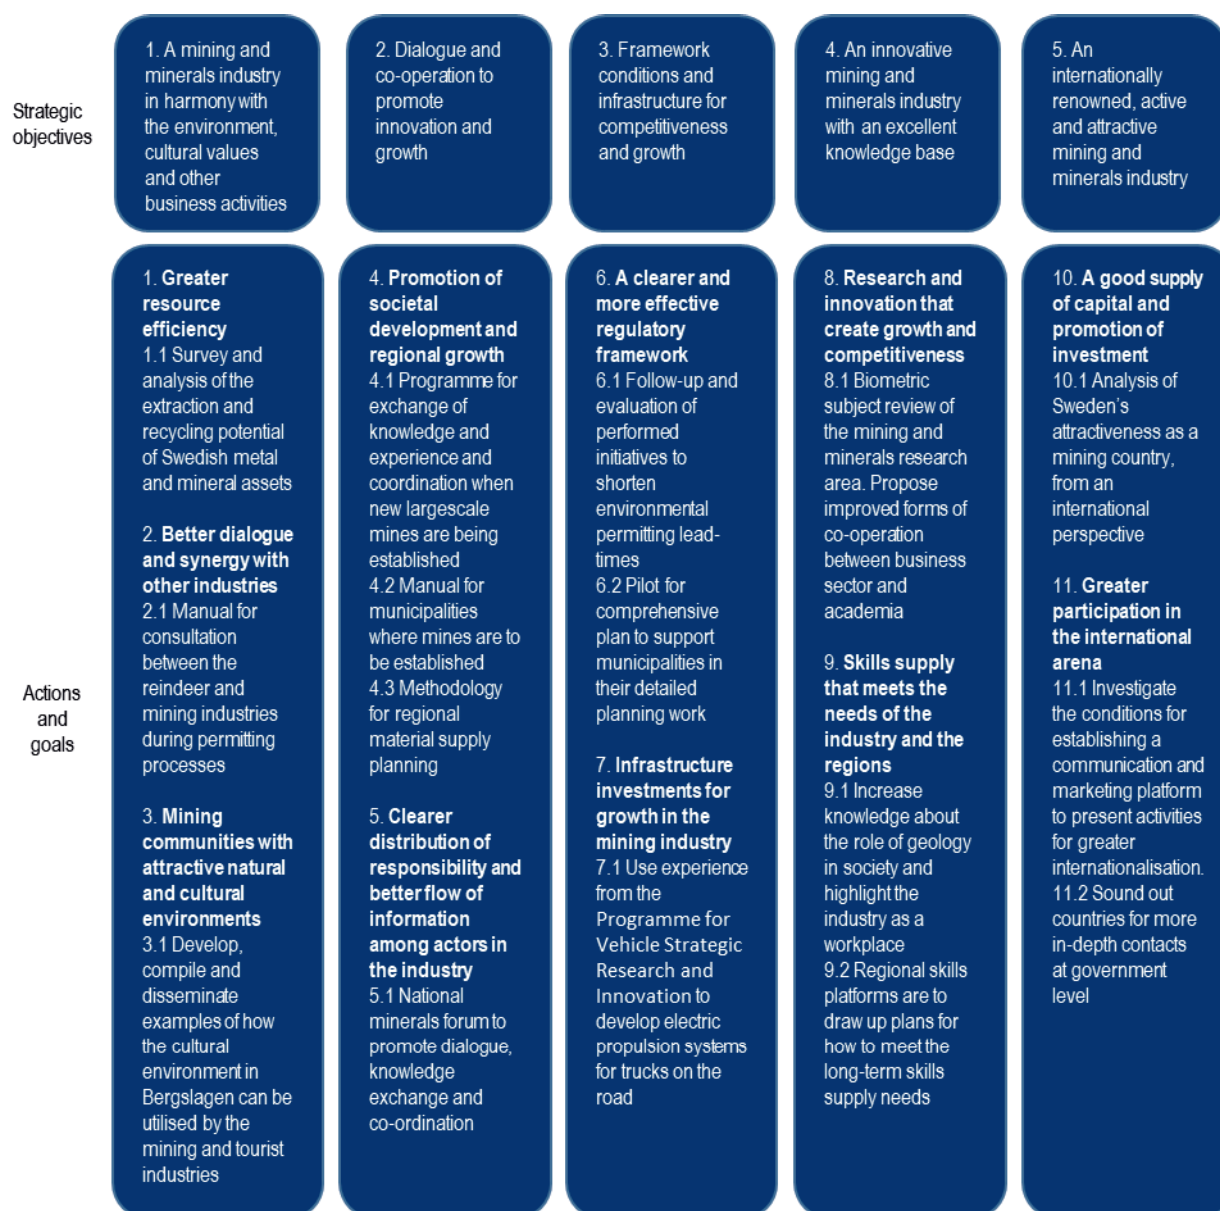 Strategic
objectives
1. A mining and
minerals industry
in harmony with
the environment,
cultural values
and other
business activities
2. Dialogue and
co-operation to
promote
innovation and
growth
3. Framework
conditions and
infrastructure for
competitiveness
and growth
4. An innovative
mining and
minerals industry
with an excellent
knowledge base
5. An
internationally
renowned, active
and attractive
mining and
minerals industry
Actions
and
goals
1. Greater
resource
efficiency
1.1 Survey and
analysis of the
extraction and
recycling potential
of Swedish metal
and mineral assets
2. Better dialogue
and synergy with
other industries
2.1 Manual for
consultation
between the
reindeer and
mining industries
during permitting
processes
3. Mining
communities with
attractive natural
and cultural
environments
3.1 Develop,
compile and
disseminate
examples of how
the cultural
environment in
Bergslagen can be
utilised by the
mining and tourist
industries
4. Promotion of
societal
development and
regional growth
4.1 Programme for
exchange of
knowledge and
experience and
coordination when
new largescale
mines are being
established
4.2 Manual for
municipalities
where mines are to
be established
4.3 Methodology
for regional
material supply
planning
5. Clearer
distribution of
responsibility and
better flow of
information
among actors in
the industry
5.1 National
minerals forum to
promote dialogue,
knowledge
exchange and
co-ordination
6. A clearer and
more effective
regulatory
framework
6.1 Follow-up and
evaluation of
performed
initiatives to
shorten
environmental
permitting lead-
times
6.2 Pilot for
comprehensive
plan to support
municipalities in
their detailed
planning work
7. Infrastructure
investments for
growth in the
mining industry
7.1 Use experience
from the
Programme for
Vehicle Strategic
Research and
Innovation to
develop electric
propulsion systems
for trucks on the
road
8. Research and
innovation that
create growth and
competitiveness
8.1 Biometric
subject review of
the mining and
minerals research
area. Propose
improved forms of
co-operation
between business
sector and
academia
9. Skills supply
that meets the
needs of the
industry and the
regions
9.1 Increase
knowledge about
the role of geology
in society and
highlight the
industry as a
workplace
9.2 Regional skills
platforms are to
draw up plans for
how to meet the
long-term skills
supply needs
10. A good supply
of capital and
promotion of
investment
10.1 Analysis of
Sweden's
attractiveness as a
mining country,
from an
international
perspective
11. Greater
participation in
the international
arena
11.1 Investigate
the conditions for
establishing a
communication and
marketing platform
to present activities
for greater
internationalisation.
11.2 Sound out
countries for more
in-depth contacts
at government
level